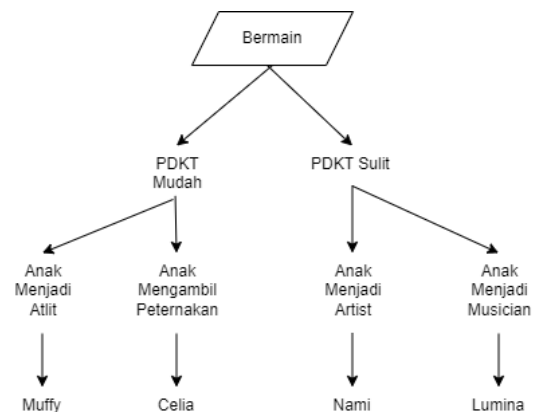 Bermain
PDKT
Mudah
PDKT Sulit
Anak
Menjadi
Atlit
Anak
Mengambil
Peternakan
Anak
Menjadi
Artist
Anak
Menjadi
Musician
Muffy
Celia
Nami
Lumina